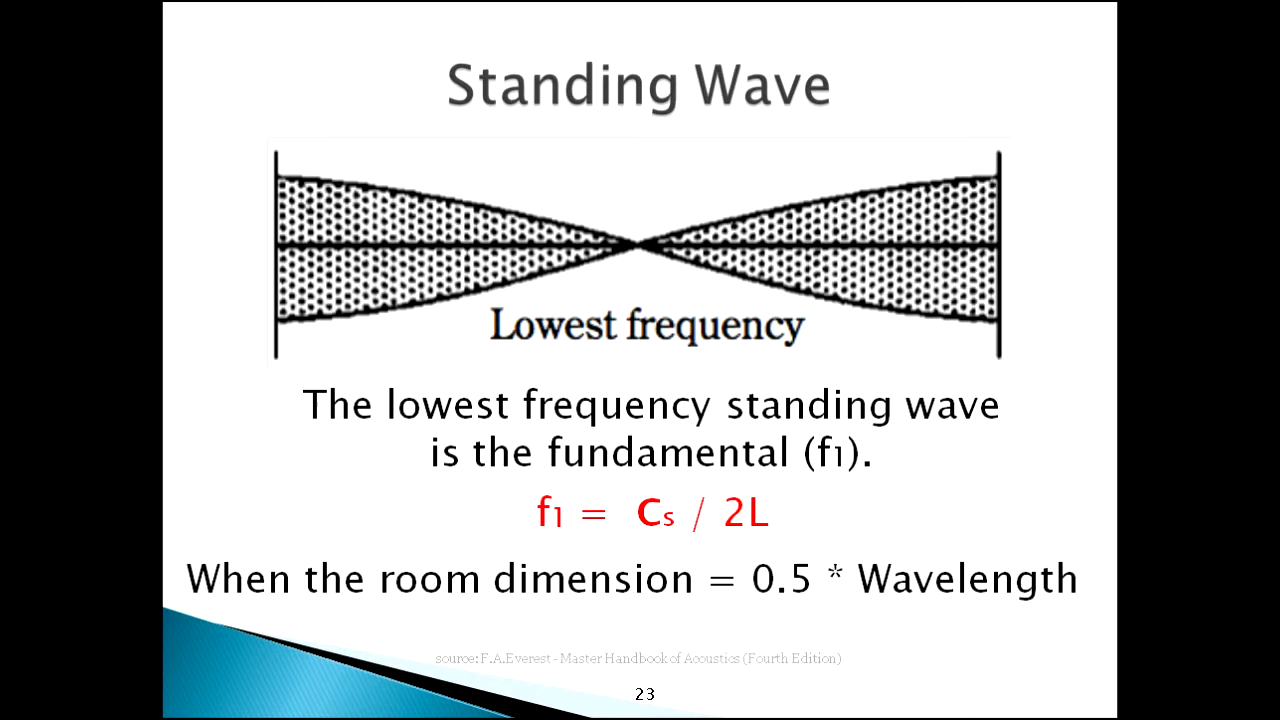 Standing Wave
Lowest frequency
The lowest frequency standing wave
is the fundamental (f1).
f1 = Cs / 2L
When the room dimension = 0.5 * Wavelength
source: F.A.Everest - Master Handbook of Acoustics (Fourth Edition)
23